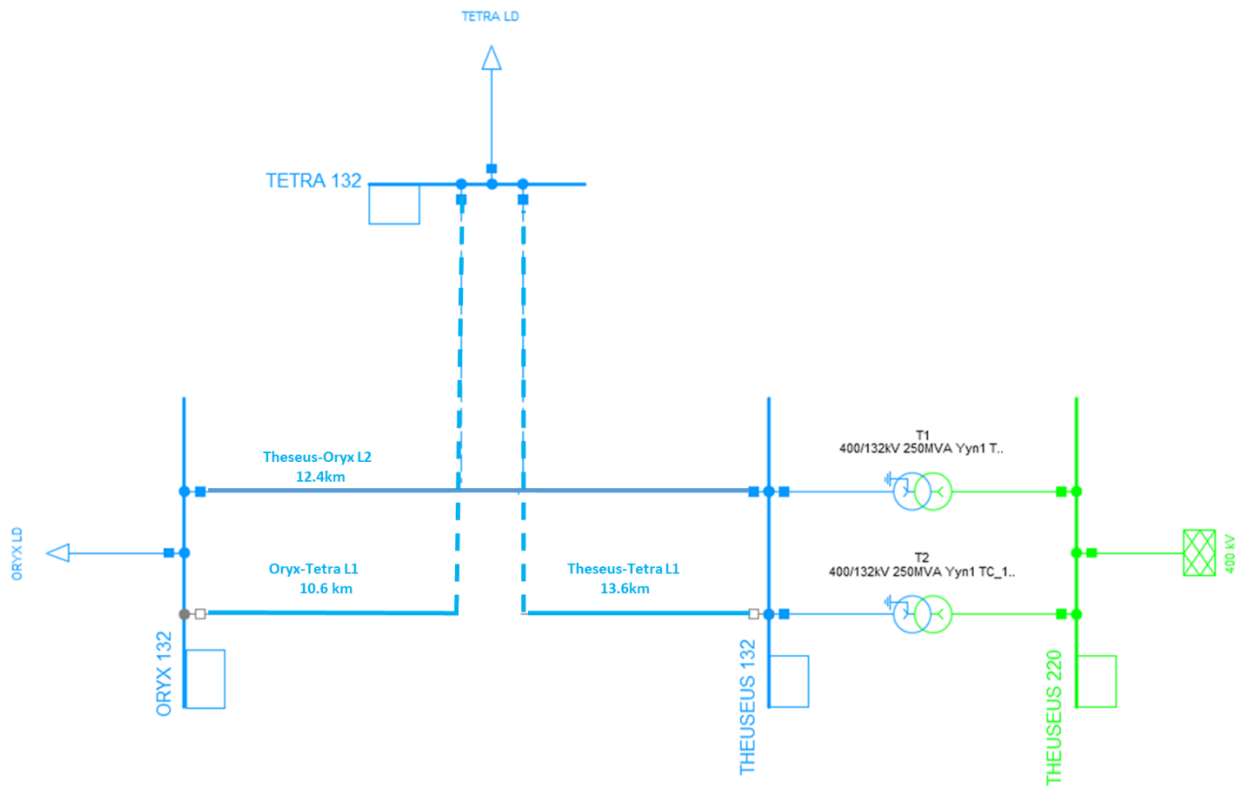 TETRA LD
TETRA 132
T1
400/132kV 250MVA Yyn1 T..
Theseus-Oryx L2
12.4km
ORYX LD
400 kV
T2
400/132kV 250MVA Yyn1 TC_1..
Oryx-Tetra L1
10.6 km
Theseus-Tetra L1
13.6km
ORYX 132
THEUSEUS 132
THEUSEUS 220